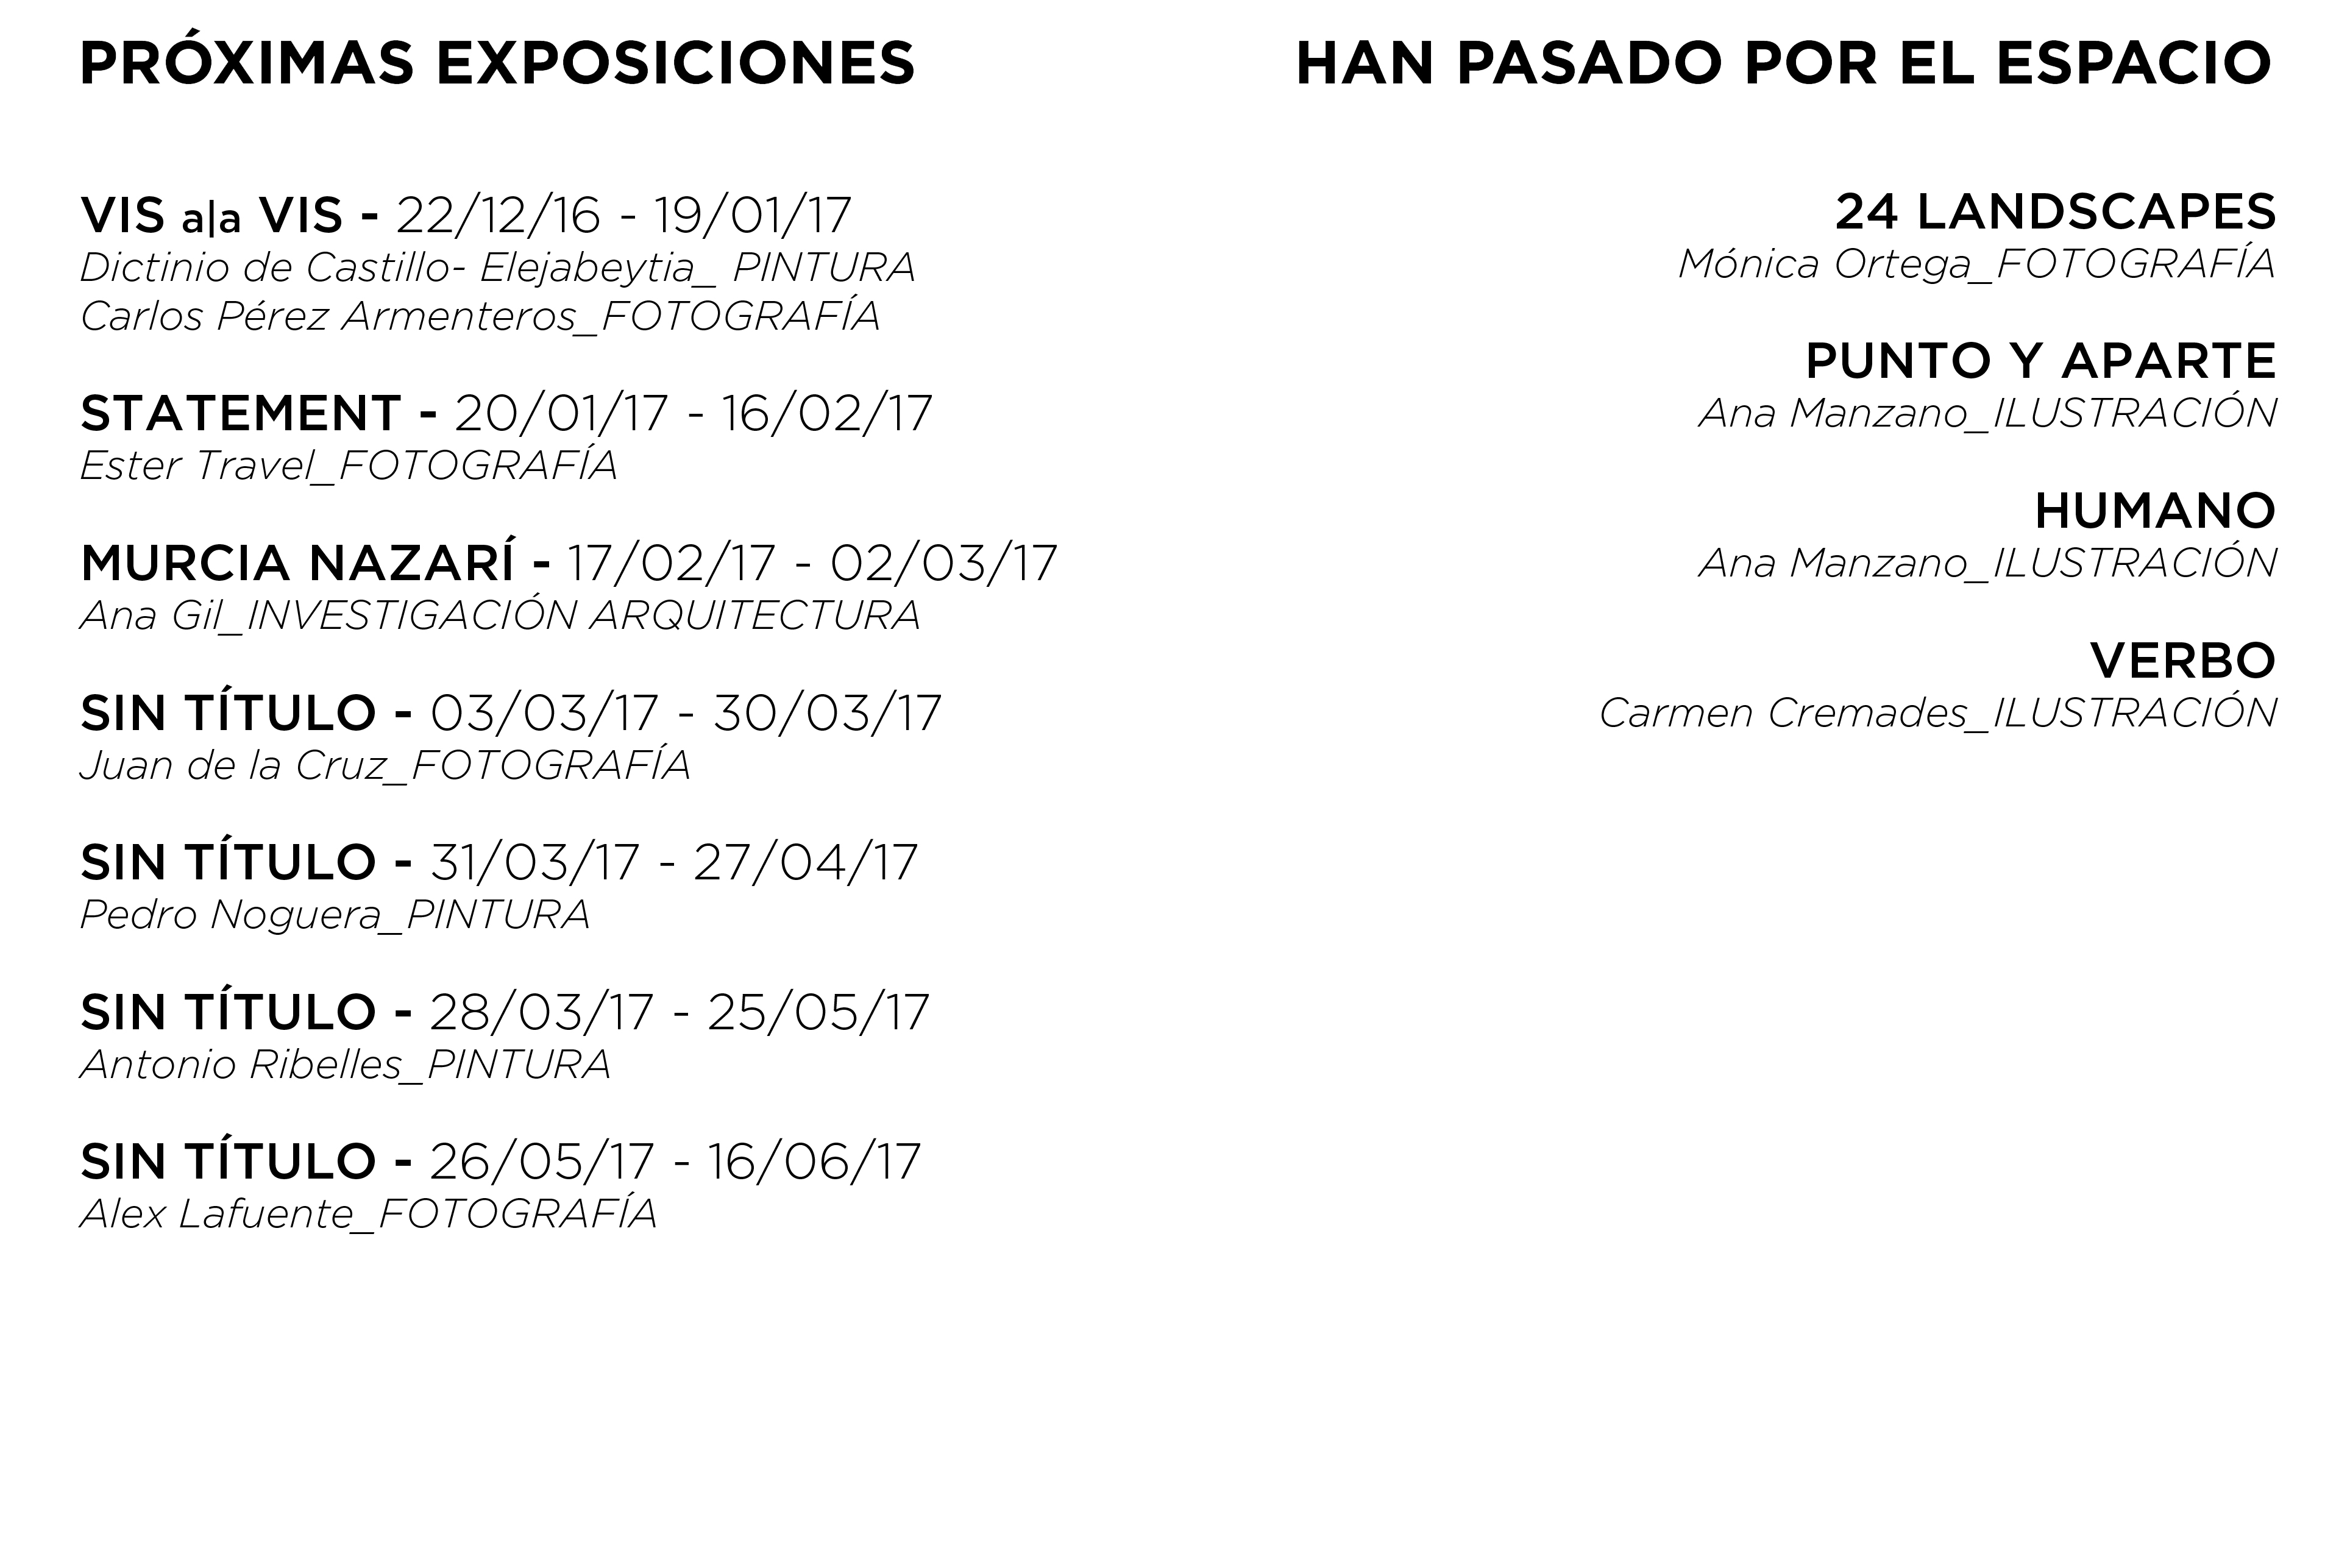 PRÓXIMAS EXPOSICIONES
VIS a|a VIS - 22/12/16 - 19/01/17
Dictinio de Castillo- Elejabeytia_ PINTURA
Carlos Pérez Armenteros_FOTOGRAFÍA
STATEMENT - 20/01/17 - 16/02/17
Ester Travel_FOTOGRAFÍA
MURCIA NAZARÍ - 17/02/17 - 02/03/17
Ana Gil_INVESTIGACIÓN ARQUITECTURA
SIN TÍTULO - 03/03/17 - 30/03/17
Juan de la Cruz_FOTOGRAFÍA
SIN TÍTULO - 31/03/17 - 27/04/17
Pedro Noguera_PINTURA
SIN TÍTULO - 28/03/17 - 25/05/17
Antonio Ribelles_PINTURA
SIN TÍTULO - 26/05/17 - 16/06/17
Alex Lafuente_FOTOGRAFÍA
HAN PASADO POR EL ESPACIO
24 LANDSCAPES
Mónica Ortega_FOTOGRAFÍA
PUNTO Y APARTE
Ana Manzano_ILUSTRACIÓN
HUMANO
Ana Manzano_ILUSTRACIÓN
VERBO
Carmen Cremades_ILUSTRACIÓN